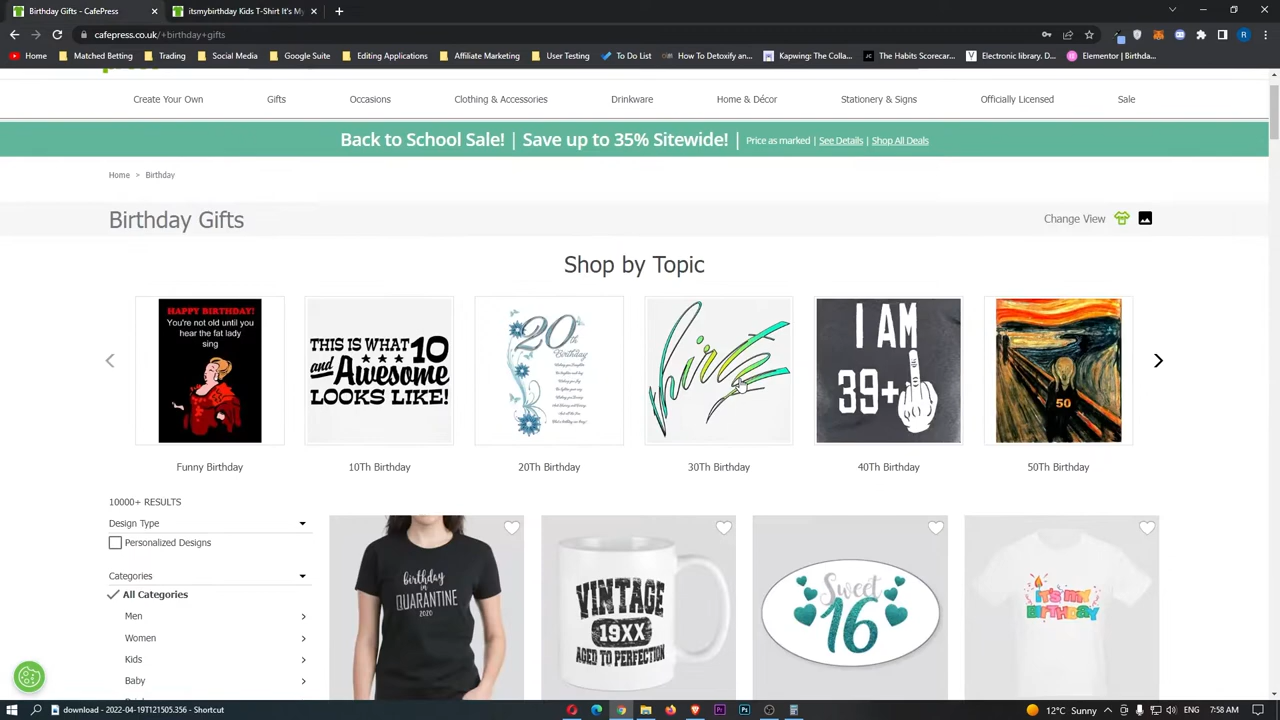 itsmyBirthday Kid's T-Shirt Gift's M
cafepress.co.uk/birthday+gifts
Home
Matched Betting
Trading
Social Media
Google Suite
Editing Applications
Affiliate Marketing
User Testing
To Do List
How To Detoxify an...
Kapwing: The Colla...
The Habits Scorecar...
Electronic library. D...
Elementor | Birthda...
Create Your Own
Gifts
Occasions
Clothing & Accessories
Drinkware
Home & Décor
Stationery & Signs
Officially Licensed
Sale
Back to School Sale! | Save up to 35% Sitewide! | Price as marked | See Details | Shop All Deals
Home > Birthday
Birthday Gifts
Change View
Shop by Topic
HAPPY BIRTHDAY!
You're not old until you
hear the fat lady
sing
THIS IS WHAT 10
and Awesome
LOOKS LIKE!
20th
Birthday
I AM
39+
50
Funny Birthday
10Th Birthday
20Th Birthday
30Th Birthday
40Th Birthday
50Th Birthday
10000+ RESULTS
Design Type
Personalized Designs
Categories
All Categories
Men
Women
Kids
Baby
birthday
in
QUARANTINE
2020
VINTAGE
19XX
AGED TO PERFECTION
Sweet
16
IT'S MY
BIRTHDAY
download - 2022-04-19T121505.356 - Shortcut
12°C
7:58 AM